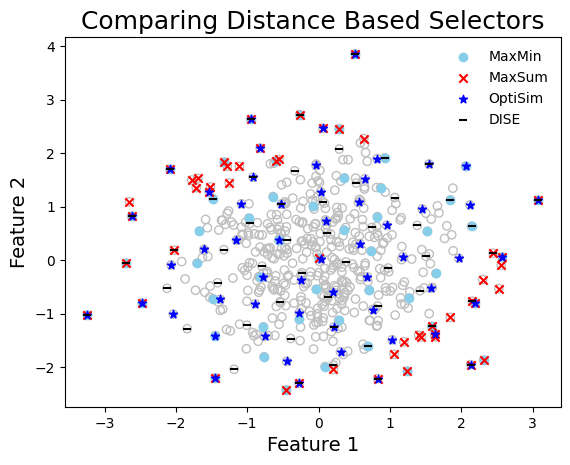 Comparing Distance Based Selectors
MaxMin
MaxSum
OptiSim
DISE
4
3
2
1
0
−1
−2
Feature 2
−3 −2 −1 0 1 2 3
Feature 1